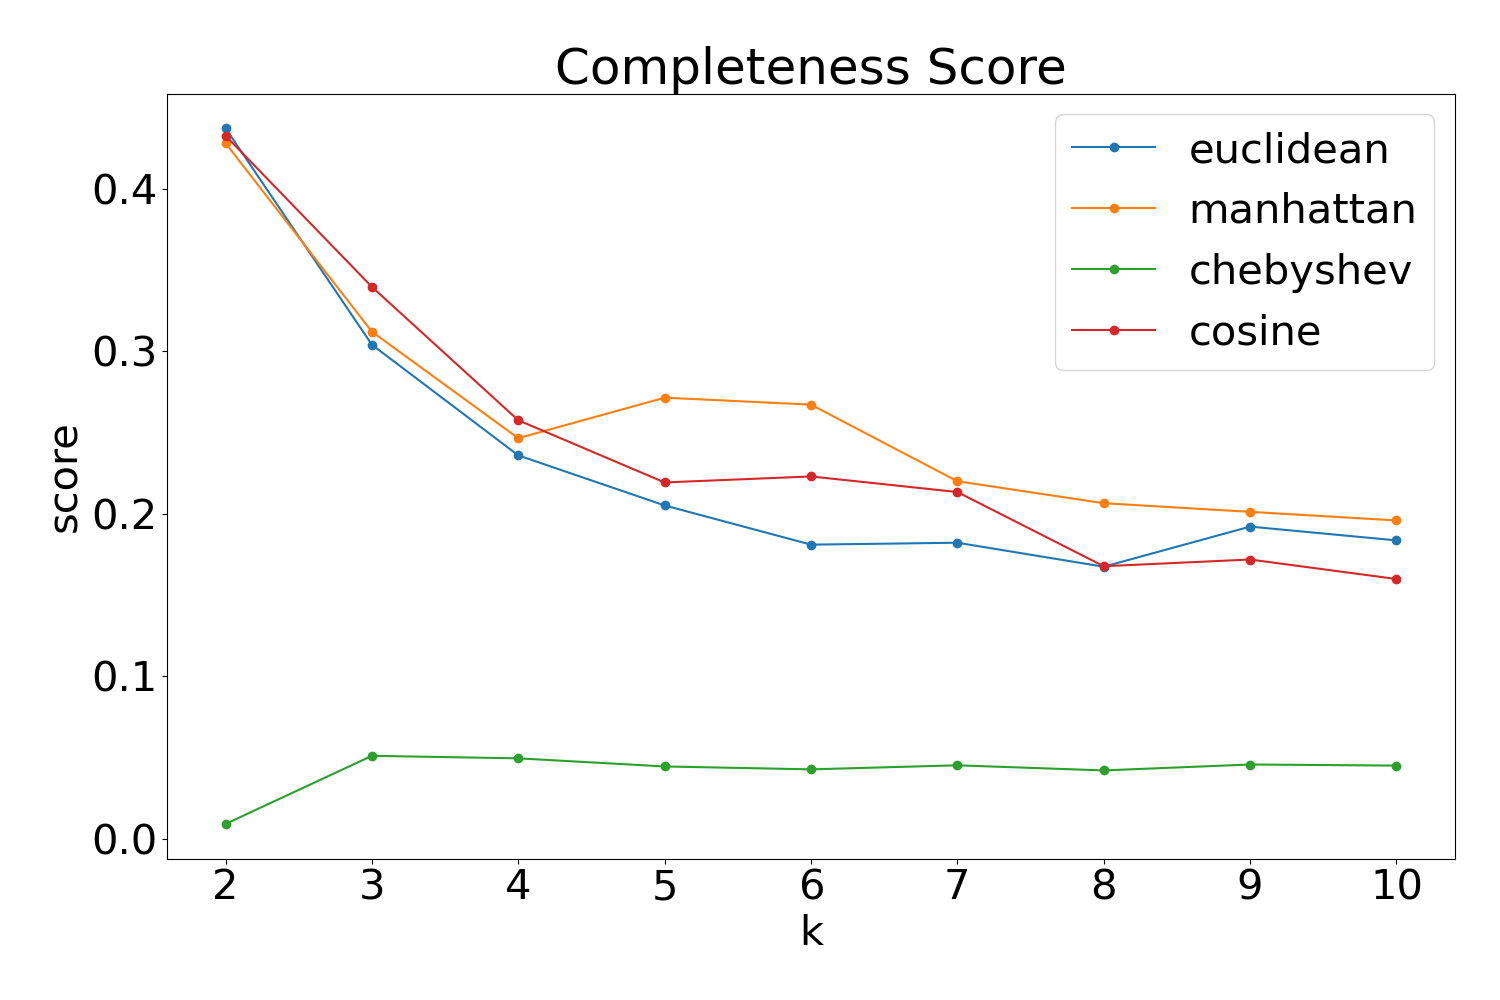 Completeness Score
euclidean
manhattan
chebyshev
cosine
score
0.4
0.3
0.2
0.1
0.0
2 3 4 5 6 7 8 9 10
k